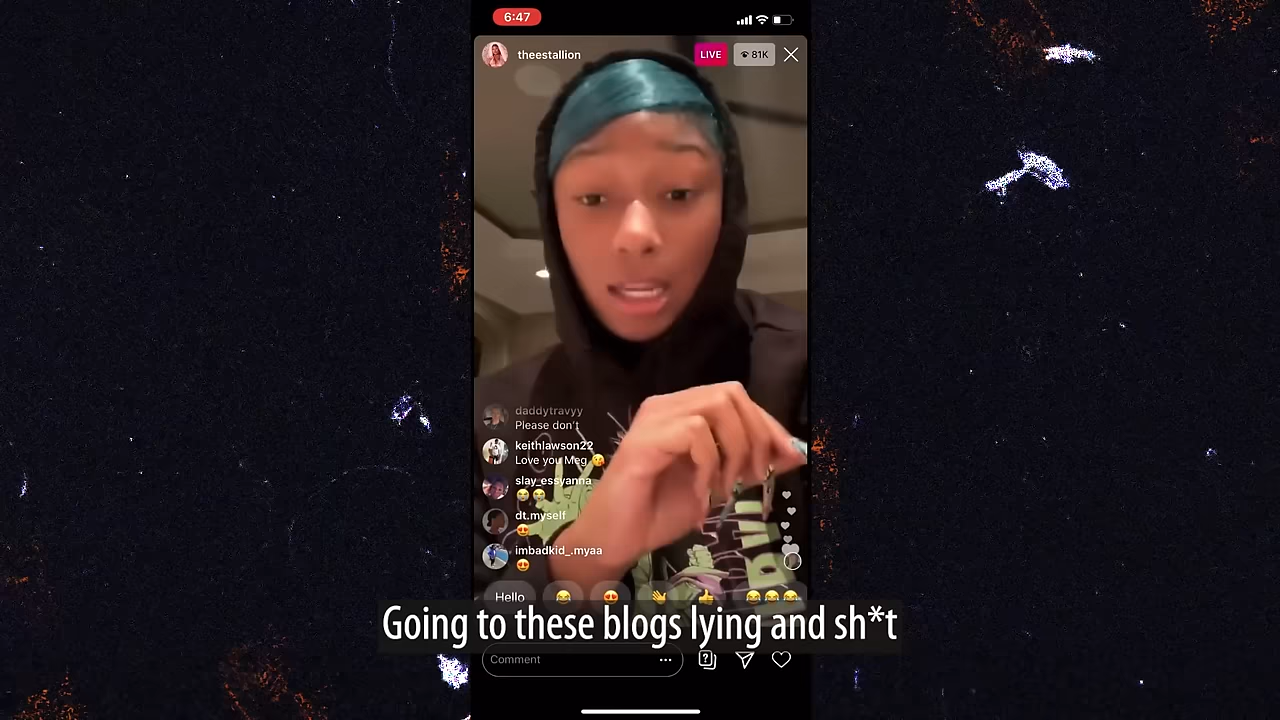 6:47
theestallion
LIVE
81K
daddytravyy
Please don't
keithlawson22
Love you Meg
slay_essyanna
dt.myself
imbadkid_.myaa
Hello
Going to these blogs lying and sh*t
Comment